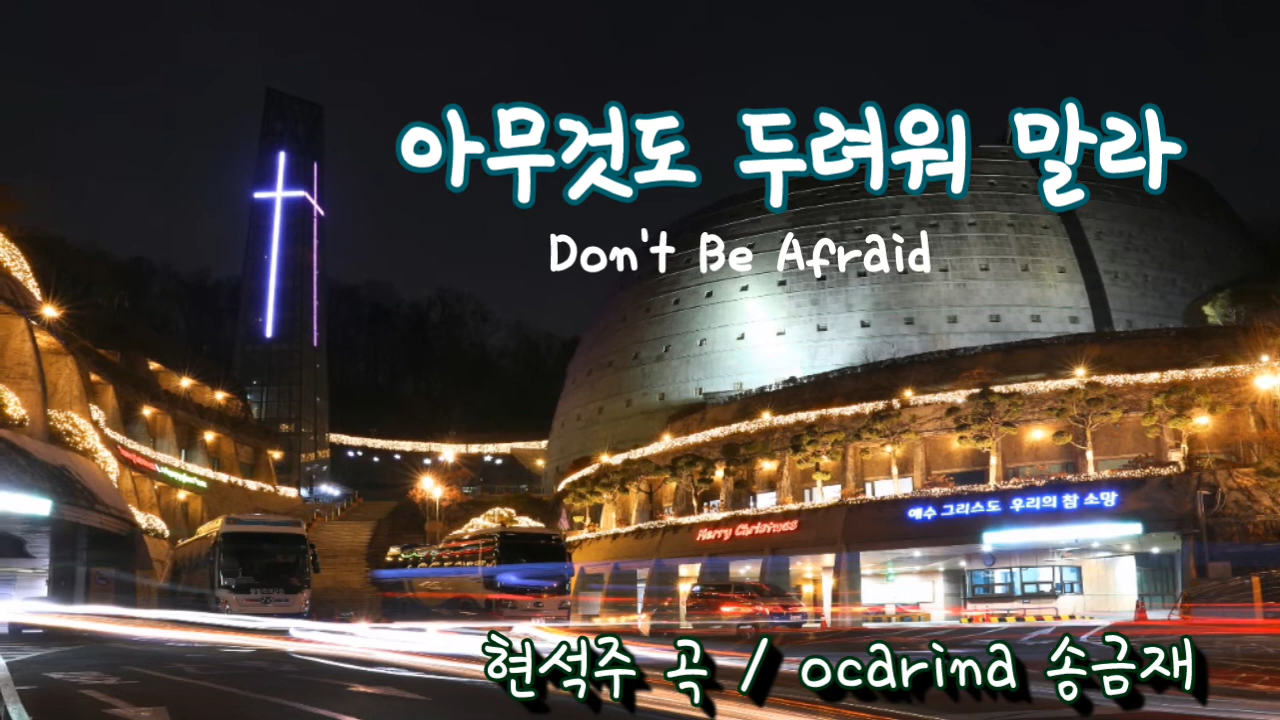 아무것도 두려워 말라
Don't Be Afraid
예수 그리스도 우리의 참 소망
Merry Christmas
현석주 곡 / ocarina 송금재